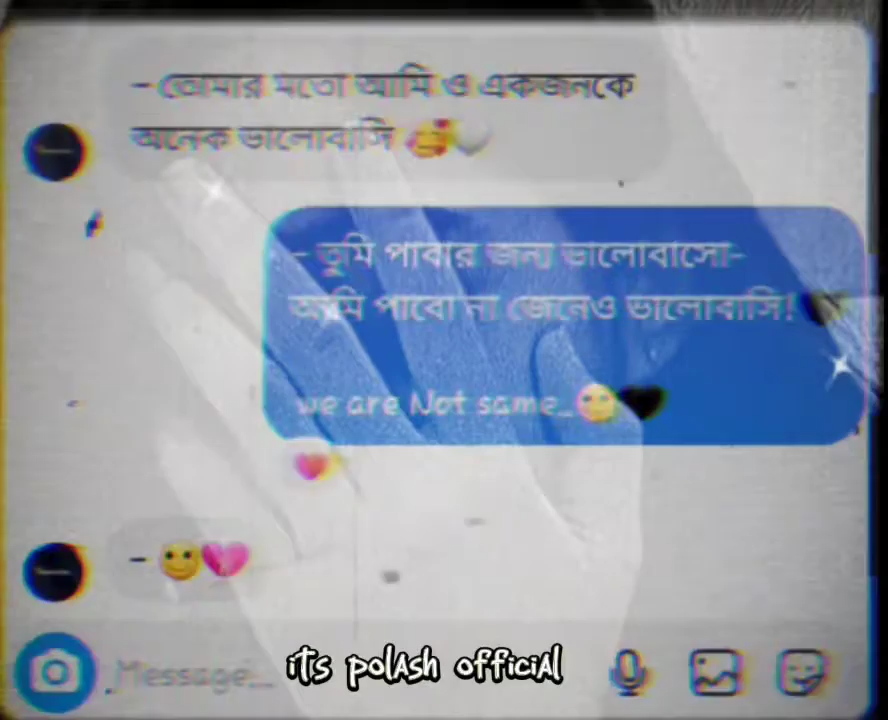 - তোমার মতো আমি ও একজনকে
অনেক ভালোবাসি 🥰🤍
- তুমি পাবার জন্য ভালোবাসো-
আমি পাবো না জেনেও ভালোবাসি! 🖤
we are Not same_🙂🖤
- 🙂💔
Message...
its polash official